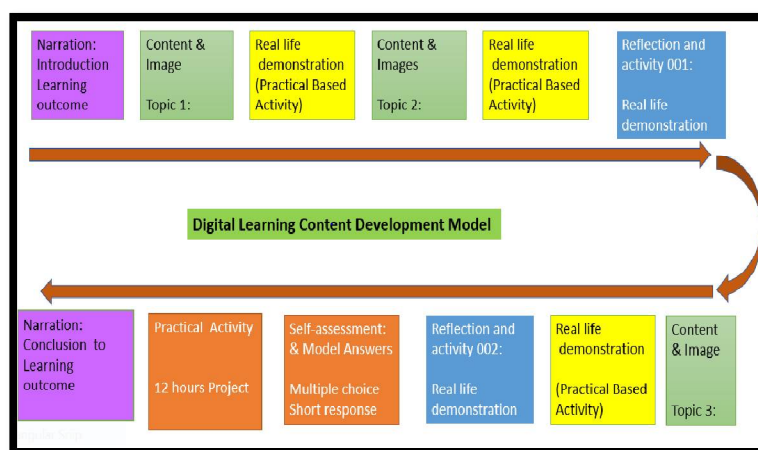 Narration:
Introduction
Learning
outcome
Content &
Image
Topic 1:
Real life
demonstration
(Practical Based
Activity)
Content &
Images
Topic 2:
Real life
demonstration
(Practical Based
Activity)
Reflection and
activity 001:
Real life
demonstration
Digital Learning Content Development Model
Narration:
Conclusion to
Learning
outcome
Practical Activity
12 hours Project
Self-assessment:
& Model Answers
Multiple choice
Short response
Reflection and
activity 002:
Real life
demonstration
Real life
demonstration
(Practical Based
Activity)
Content
& Image
Topic 3: